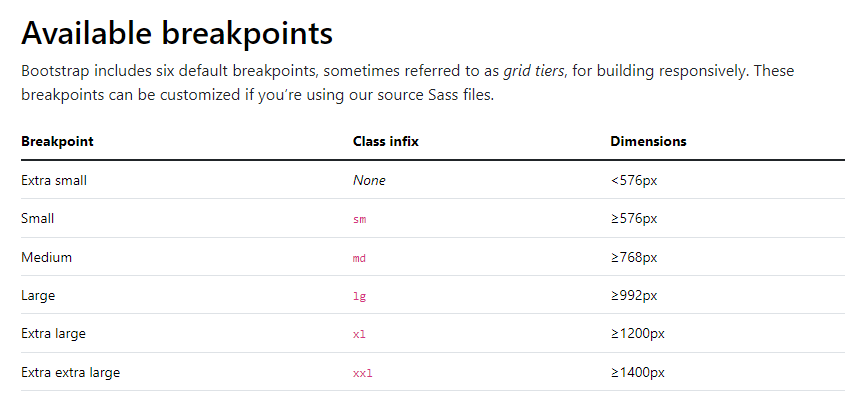 Available breakpoints
Bootstrap includes six default breakpoints, sometimes referred to as grid tiers, for building responsively. These
breakpoints can be customized if you’re using our source Sass files.
Breakpoint Class infix Dimensions
Extra small None <576px
Small sm ≥576px
Medium md ≥768px
Large lg ≥992px
Extra large xl ≥1200px
Extra extra large xxl ≥1400px